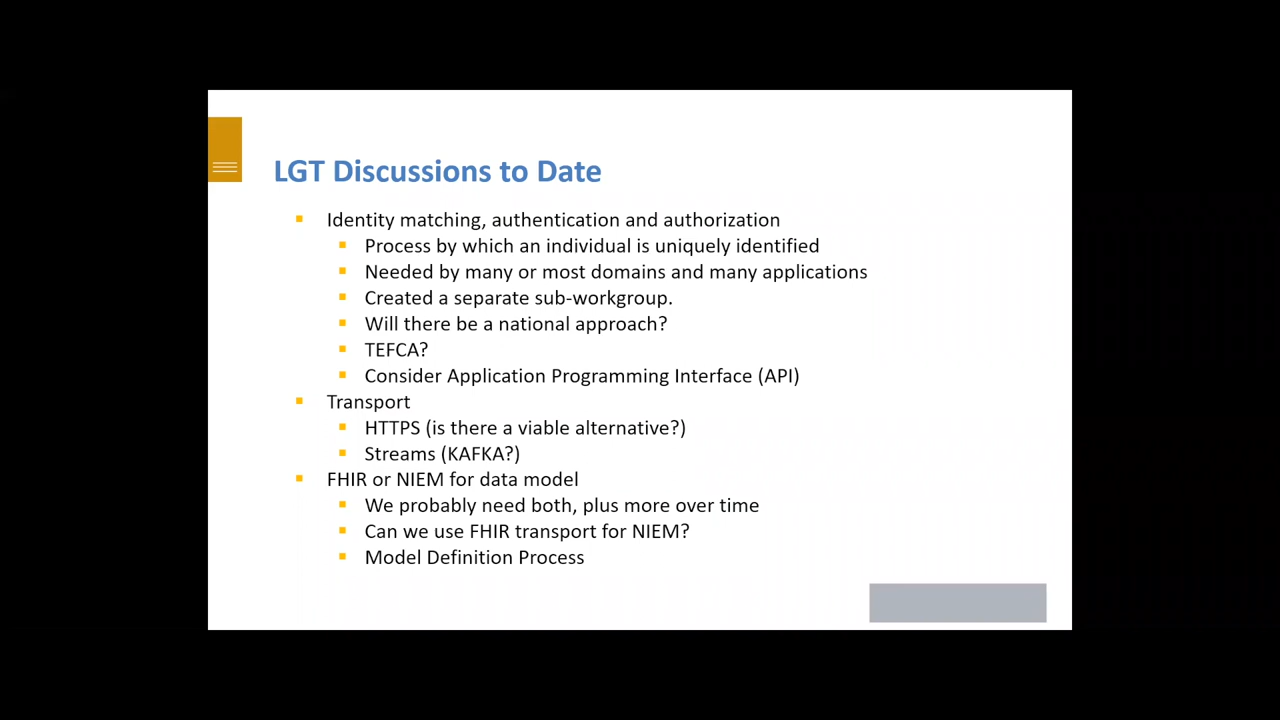 LGT Discussions to Date
Identity matching, authentication and authorization
Process by which an individual is uniquely identified
Needed by many or most domains and many applications
Created a separate sub-workgroup.
Will there be a national approach?
TEFCA?
Consider Application Programming Interface (API)
Transport
HTTPS (is there a viable alternative?)
Streams (KAFKA?)
FHIR or NIEM for data model
We probably need both, plus more over time
Can we use FHIR transport for NIEM?
Model Definition Process